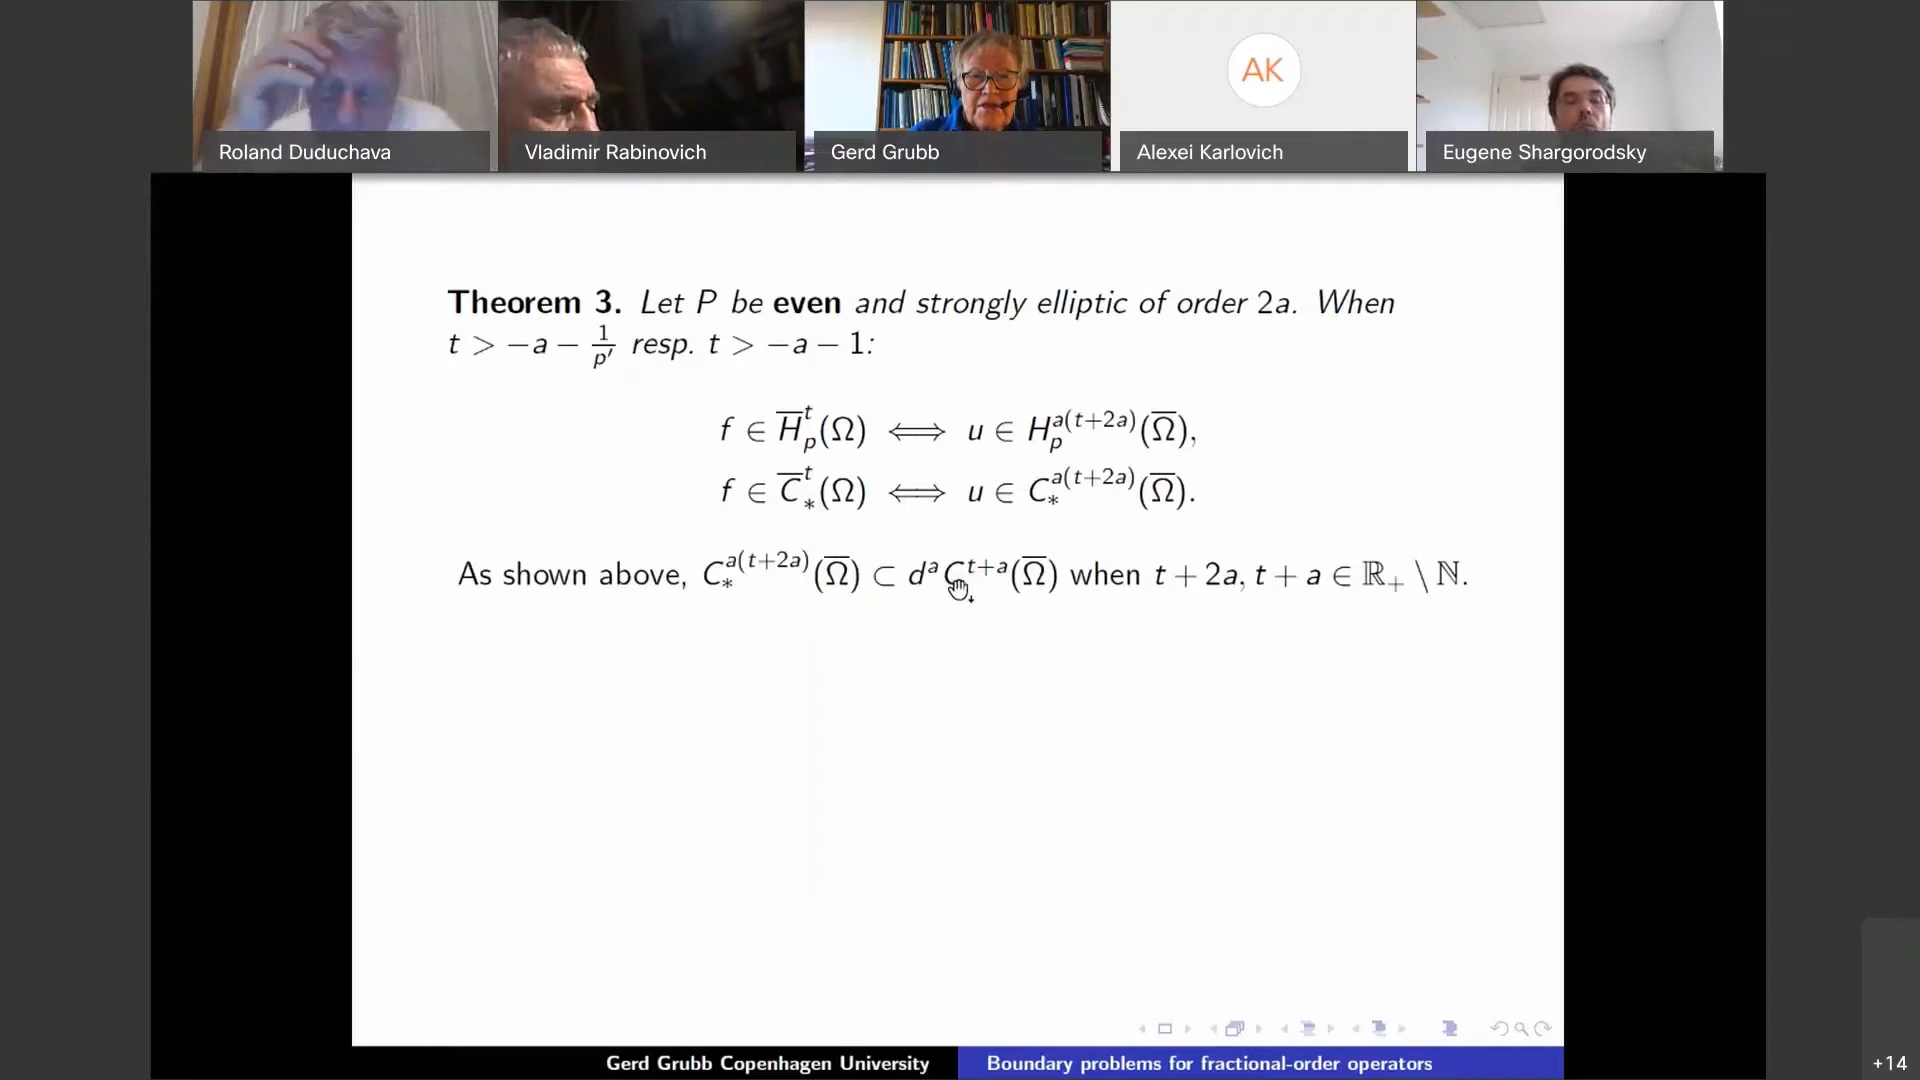 AK
Roland Duduchava
Vladimir Rabinovich
Gerd Grubb
Alexei Karlovich
Eugene Shargorodsky
Theorem 3. Let P be even and strongly elliptic of order 2a. When
t > −a − 1/p′ resp. t > −a − 1:
f ∈ H̅ₚᵗ(Ω) ⟺ u ∈ Hₚ^{a(t+2a)}(Ω̅),
f ∈ C̅⁎ᵗ(Ω) ⟺ u ∈ C⁎^{a(t+2a)}(Ω̅).
As shown above, C⁎^{a(t+2a)}(Ω̅) ⊂ dᵃC^{t+a}(Ω̅) when t + 2a, t + a ∈ ℝ₊ \ ℕ.
Gerd Grubb Copenhagen University
Boundary problems for fractional-order operators
+14